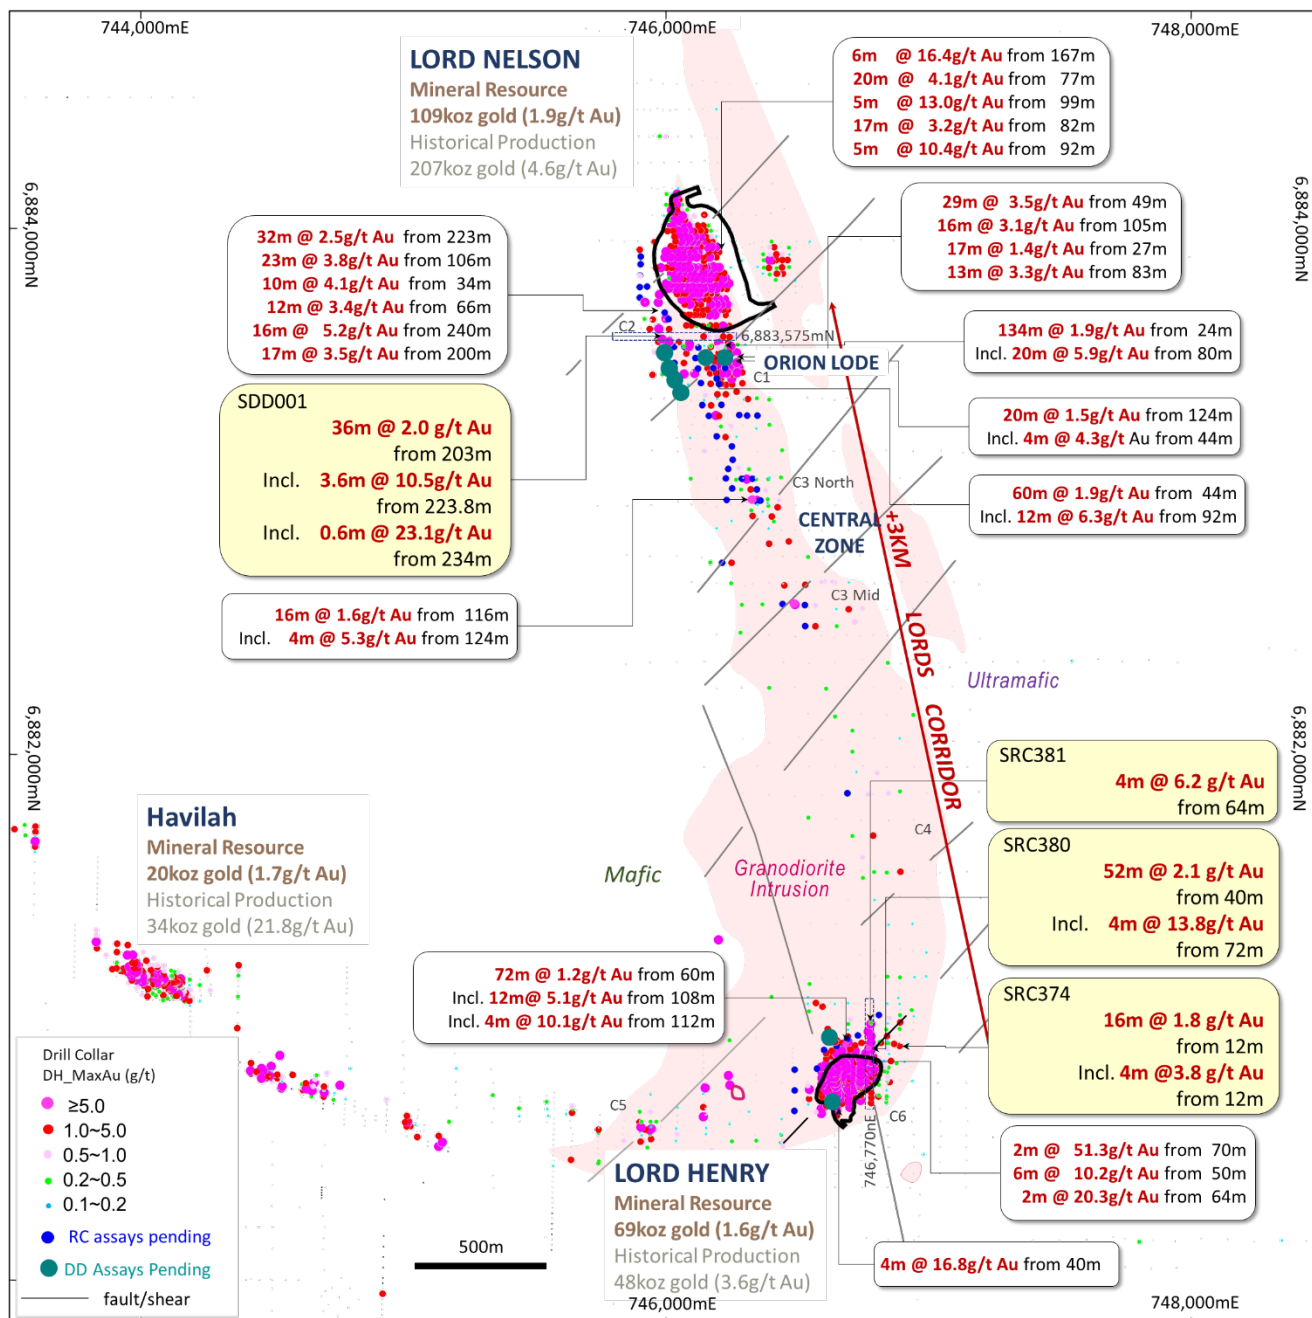 744,000mE
746,000mE
748,000mE
LORD NELSON
Mineral Resource
109koz gold (1.9g/t Au)
Historical Production
207koz gold (4.6g/t Au)
6m @ 16.4g/t Au from 167m
20m @ 4.1g/t Au from 77m
5m @ 13.0g/t Au from 99m
17m @ 3.2g/t Au from 82m
5m @ 10.4g/t Au from 92m
6,884,000mN
6,884,000mN
29m @ 3.5g/t Au from 49m
16m @ 3.1g/t Au from 105m
17m @ 1.4g/t Au from 27m
13m @ 3.3g/t Au from 83m
32m @ 2.5g/t Au from 223m
23m @ 3.8g/t Au from 106m
10m @ 4.1g/t Au from 34m
12m @ 3.4g/t Au from 66m
16m @ 5.2g/t Au from 240m
17m @ 3.5g/t Au from 200m
C2
6,883,575mN
134m @ 1.9g/t Au from 24m
Incl. 20m @ 5.9g/t Au from 80m
ORION LODE
C1
SDD001
36m @ 2.0 g/t Au
from 203m
Incl. 3.6m @ 10.5g/t Au
from 223.8m
Incl. 0.6m @ 23.1g/t Au
from 234m
20m @ 1.5g/t Au from 124m
Incl. 4m @ 4.3g/t Au from 44m
C3 North
60m @ 1.9g/t Au from 44m
Incl. 12m @ 6.3g/t Au from 92m
CENTRAL
ZONE
+3KM LORDS CORRIDOR
C3 Mid
16m @ 1.6g/t Au from 116m
Incl. 4m @ 5.3g/t Au from 124m
Ultramafic
6,882,000mN
6,882,000mN
SRC381
4m @ 6.2 g/t Au
from 64m
Havilah
Mineral Resource
20koz gold (1.7g/t Au)
Historical Production
34koz gold (21.8g/t Au)
C4
SRC380
52m @ 2.1 g/t Au
from 40m
Incl. 4m @ 13.8g/t Au
from 72m
Mafic
Granodiorite
Intrusion
72m @ 1.2g/t Au from 60m
Incl. 12m@ 5.1g/t Au from 108m
Incl. 4m @ 10.1g/t Au from 112m
SRC374
16m @ 1.8 g/t Au
from 12m
Incl. 4m @3.8 g/t Au
from 12m
Drill Collar
DH_MaxAu (g/t)
≥5.0
1.0~5.0
0.5~1.0
0.2~0.5
0.1~0.2
RC assays pending
DD Assays Pending
fault/shear
C5
C6
746,770nE
2m @ 51.3g/t Au from 70m
6m @ 10.2g/t Au from 50m
2m @ 20.3g/t Au from 64m
LORD HENRY
Mineral Resource
69koz gold (1.6g/t Au)
Historical Production
48koz gold (3.6g/t Au)
500m
4m @ 16.8g/t Au from 40m
744,000mE
746,000mE
748,000mE